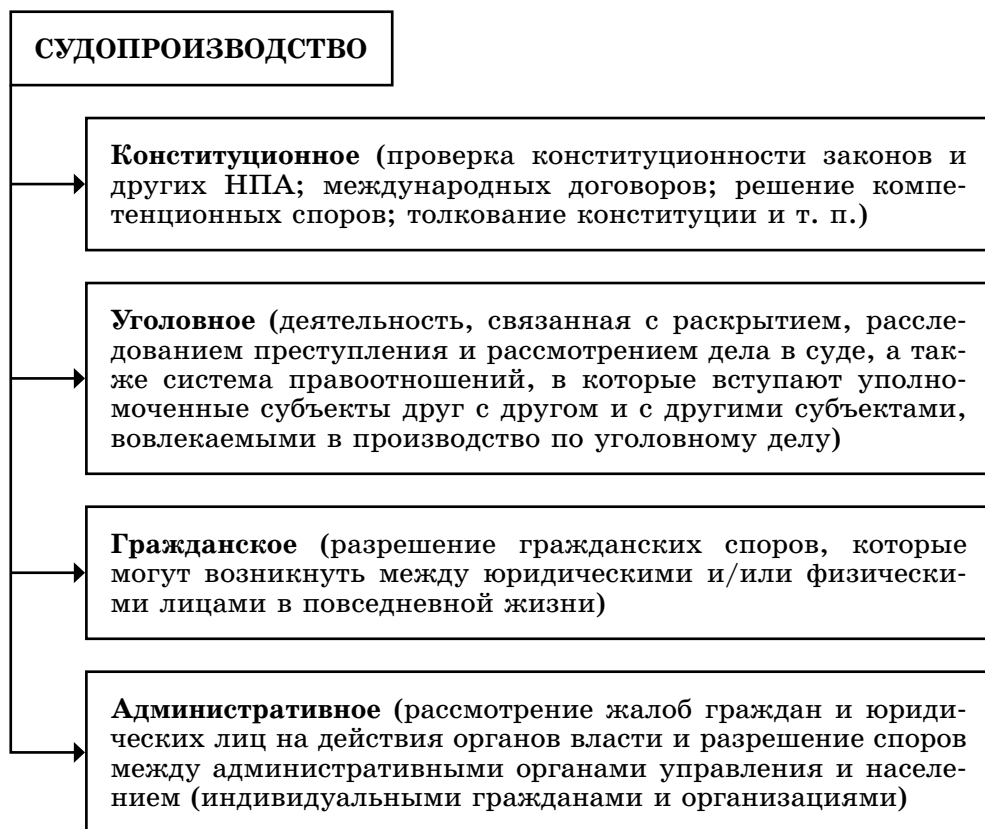 СУДОПРОИЗВОДСТВО
Конституционное (проверка конституционности законов и
других НПА; международных договоров; решение компе-
тенционных споров; толкование конституции и т. п.)
Уголовное (деятельность, связанная с раскрытием, рассле-
дованием преступления и рассмотрением дела в суде, а так-
же система правоотношений, в которые вступают уполно-
моченные субъекты друг с другом и с другими субъектами,
вовлекаемыми в производство по уголовному делу)
Гражданское (разрешение гражданских споров, которые
могут возникнуть между юридическими и/или физически-
ми лицами в повседневной жизни)
Административное (рассмотрение жалоб граждан и юриди-
ческих лиц на действия органов власти и разрешение споров
между административными органами управления и населе-
нием (индивидуальными гражданами и организациями)